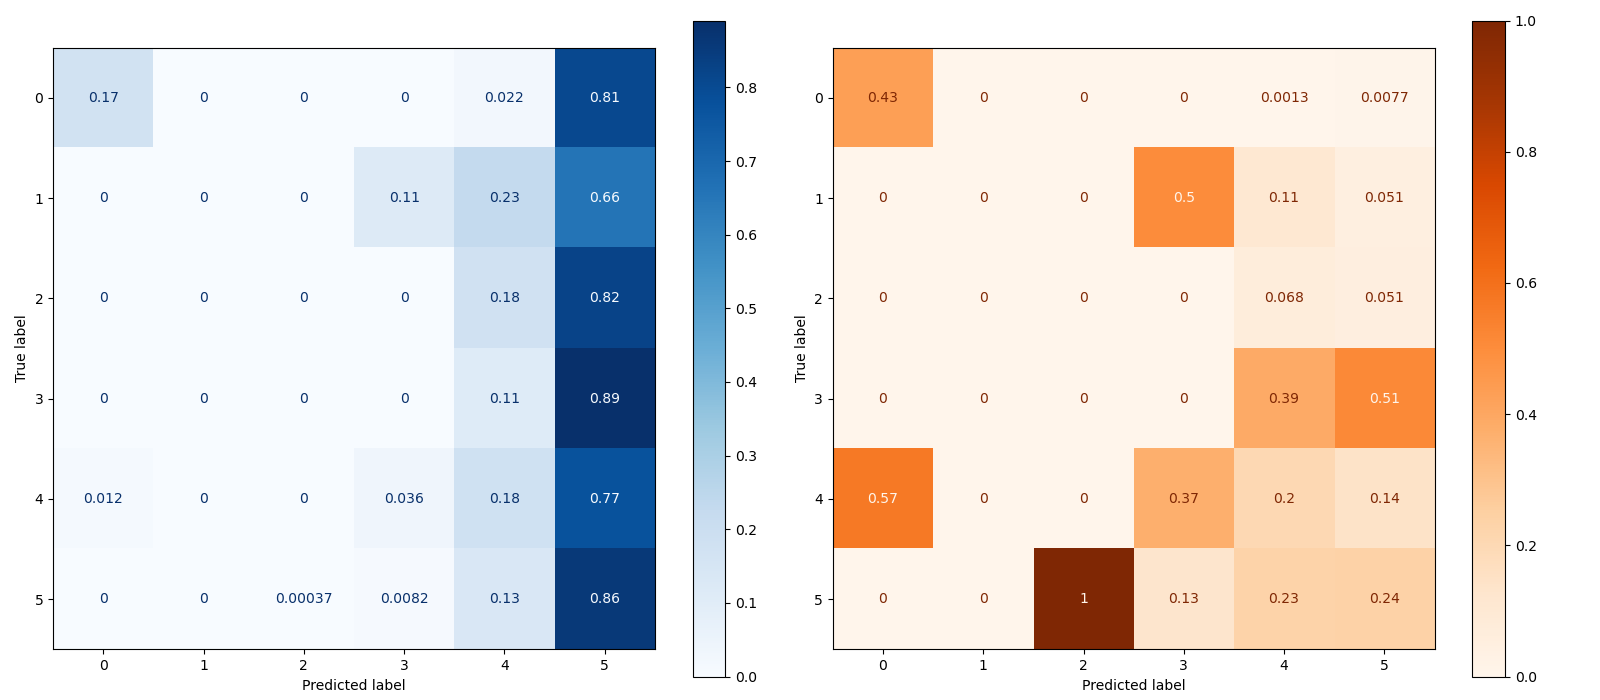 0 0.17 0 0 0 0.022 0.81
1 0 0 0 0.11 0.23 0.66
2 0 0 0 0 0.18 0.82
3 0 0 0 0 0.11 0.89
4 0.012 0 0 0.036 0.18 0.77
5 0 0 0.00037 0.0082 0.13 0.86
0 1 2 3 4 5
Predicted label
True label
0.8
0.7
0.6
0.5
0.4
0.3
0.2
0.1
0.0
0 0.43 0 0 0 0.0013 0.0077
1 0 0 0 0.5 0.11 0.051
2 0 0 0 0 0.068 0.051
3 0 0 0 0 0.39 0.51
4 0.57 0 0 0.37 0.2 0.14
5 0 0 1 0.13 0.23 0.24
0 1 2 3 4 5
Predicted label
True label
1.0
0.8
0.6
0.4
0.2
0.0